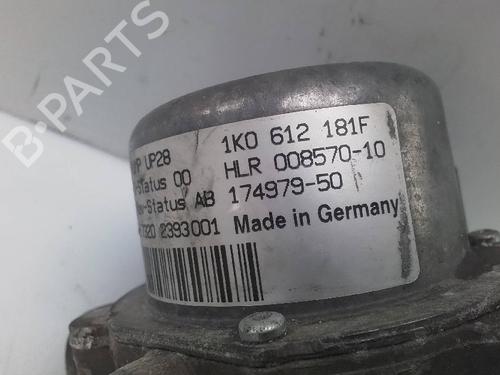 B-PARTS
UP28 1K0 612 181F
-Status 00 HLR 008570-10
-Status AB 174979-50
2393001 Made in Germany